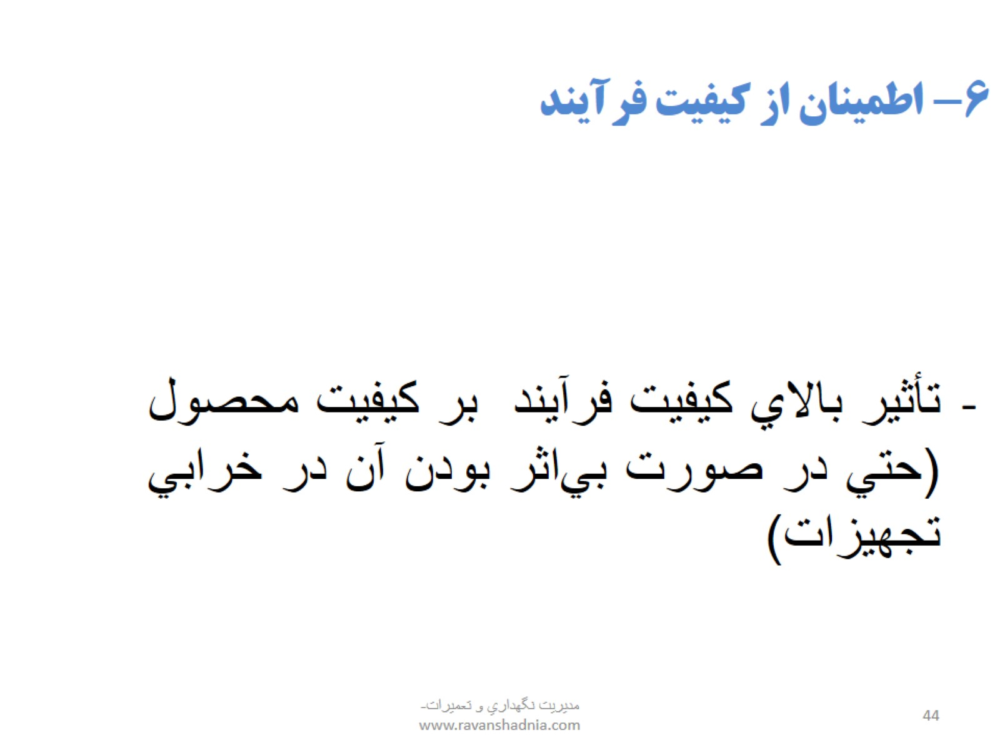 ۶– اطمینان از کیفیت فرآیند
- تأثير بالاي كيفيت فرآيند  بر كيفيت محصول
(حتي در صورت بي‌اثر بودن آن در خرابي
تجهيزات)
مديريت نگهداري و تعميرات-
www.ravanshadnia.com
44